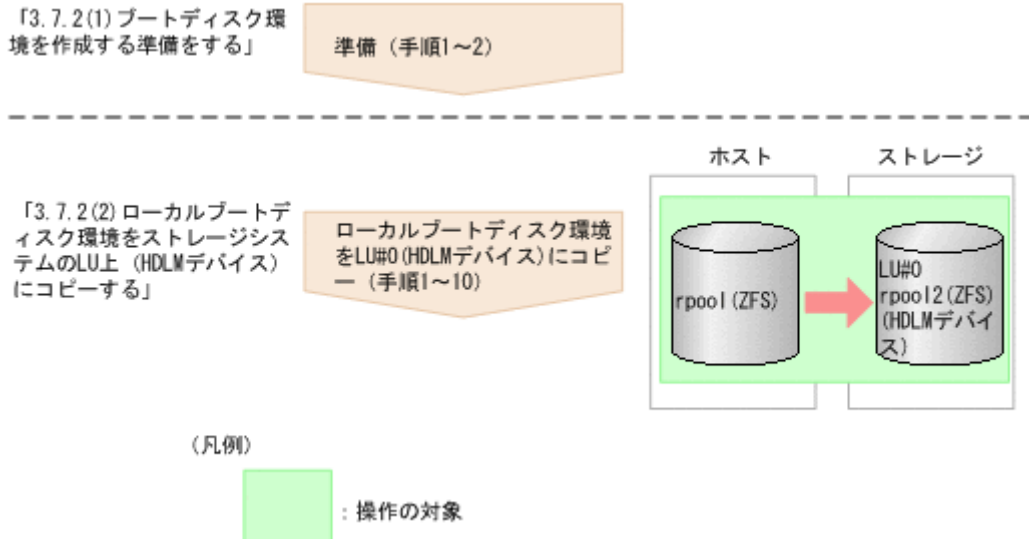 「3.7.2(1)ブートディスク環
境を作成する準備をする」
準備（手順1～2）
ホスト
ストレージ
「3.7.2(2)ローカルブートデ
ィスク環境をストレージシス
テムのLU上（HDLMデバイス）
にコピーする」
ローカルブートディスク環境
をLU#0(HDLMデバイス)にコピ
ー（手順1～10）
rpool(ZFS)
LU#0
rpool2(ZFS)
(HDLMデバイ
ス)
（凡例）
：操作の対象